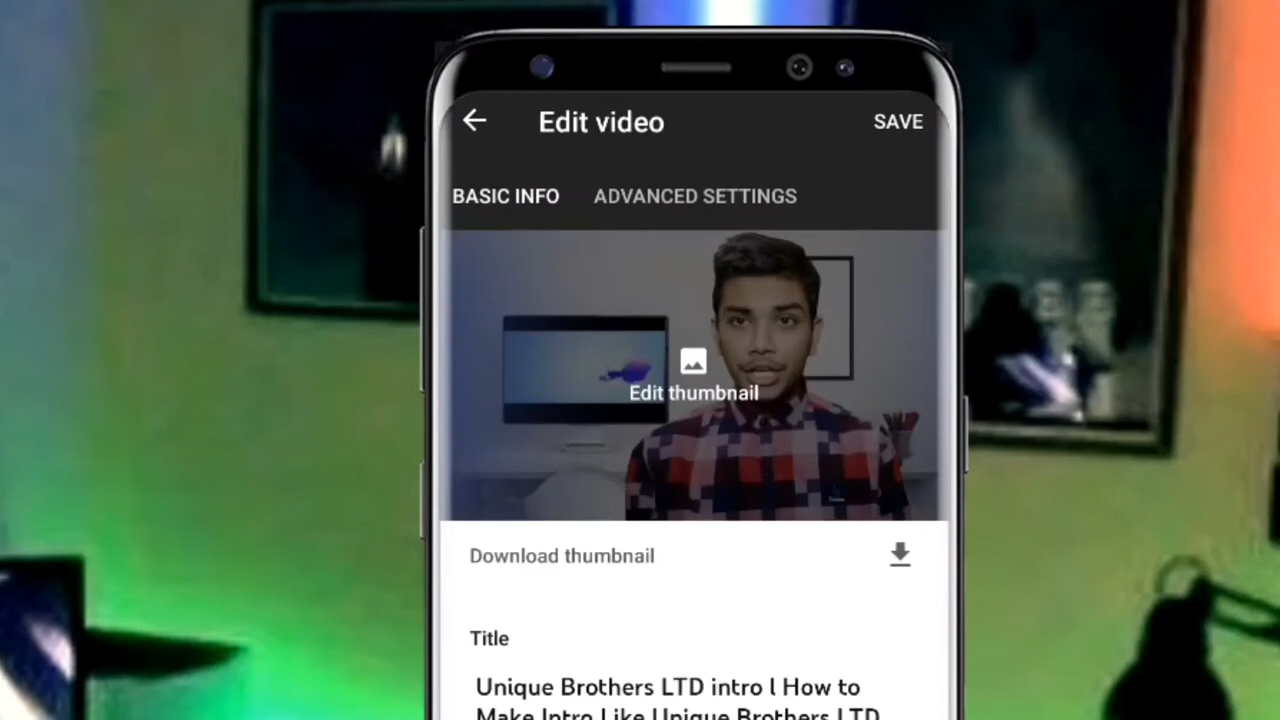 Edit video
SAVE
BASIC INFO
ADVANCED SETTINGS
Edit thumbnail
Download thumbnail
Title
Unique Brothers LTD intro l How to
Make Intro Like Unique Brothers LTD